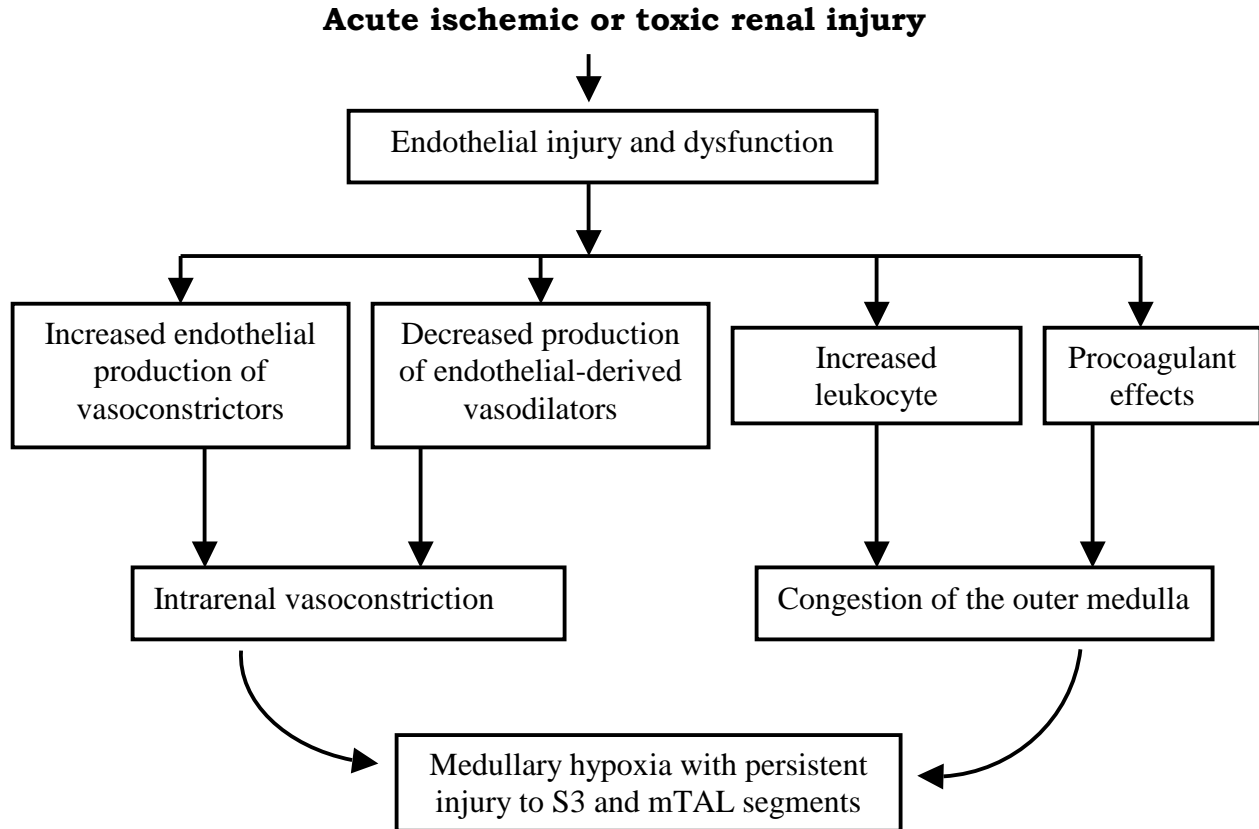 Acute ischemic or toxic renal injury
Endothelial injury and dysfunction
Increased endothelial
production of
vasoconstrictors
Decreased production
of endothelial-derived
vasodilators
Increased
leukocyte
Procoagulant
effects
Intrarenal vasoconstriction
Congestion of the outer medulla
Medullary hypoxia with persistent
injury to S3 and mTAL segments